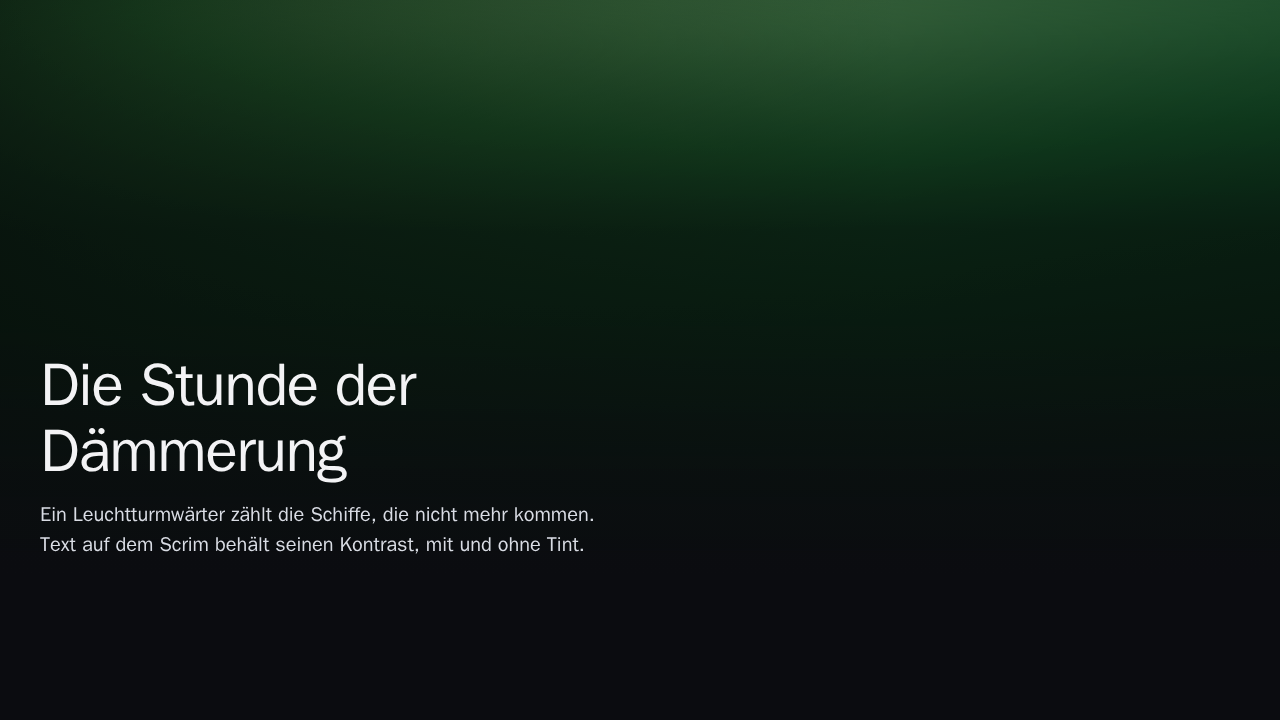 Die Stunde der
Dämmerung
Ein Leuchtturmwärter zählt die Schiffe, die nicht mehr kommen.
Text auf dem Scrim behält seinen Kontrast, mit und ohne Tint.